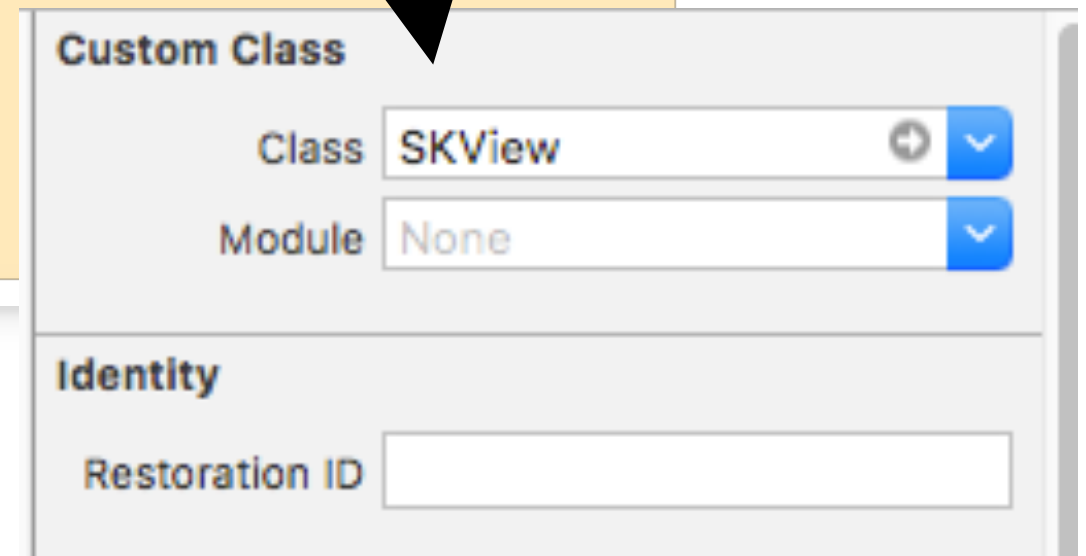 Custom Class
Class SKView
Module None
Identity
Restoration ID